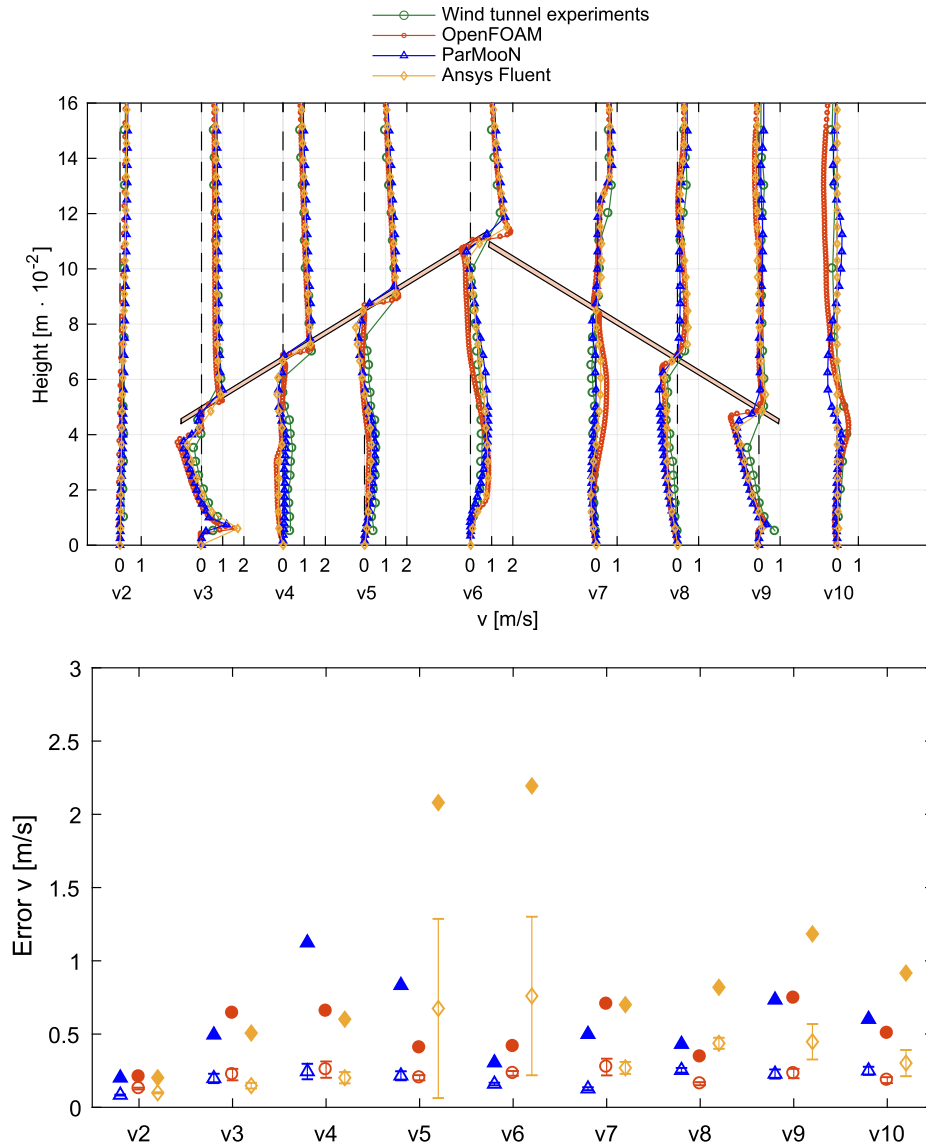 Wind tunnel experiments
OpenFOAM
ParMooN
Ansys Fluent
16
14
12
10
8
6
4
2
0
Height [m · 10⁻²]
0 1 0 1 2 0 1 2 0 1 2 0 1 2 0 1 0 1 0 1 0 1
v2 v3 v4 v5 v6 v7 v8 v9 v10
v [m/s]
3
2.5
2
1.5
1
0.5
0
Error v [m/s]
v2 v3 v4 v5 v6 v7 v8 v9 v10